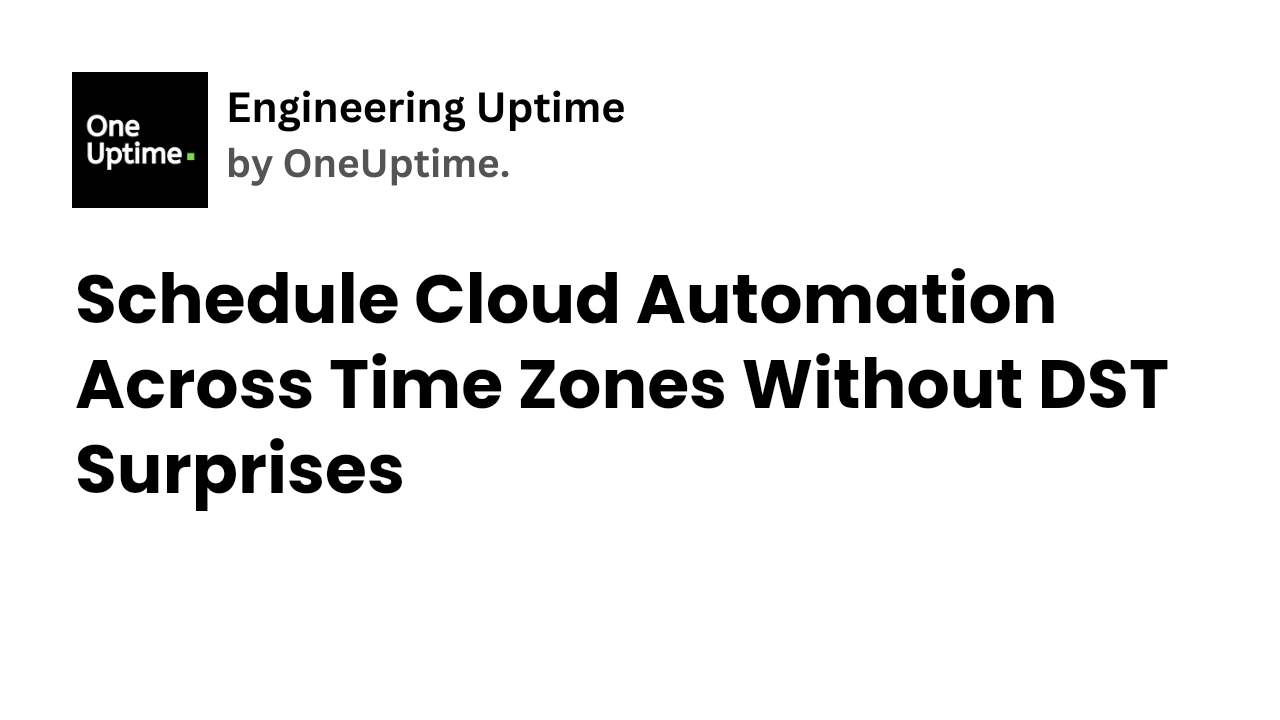 One
Uptime.
Engineering Uptime
by OneUptime.
Schedule Cloud Automation
Across Time Zones Without DST
Surprises